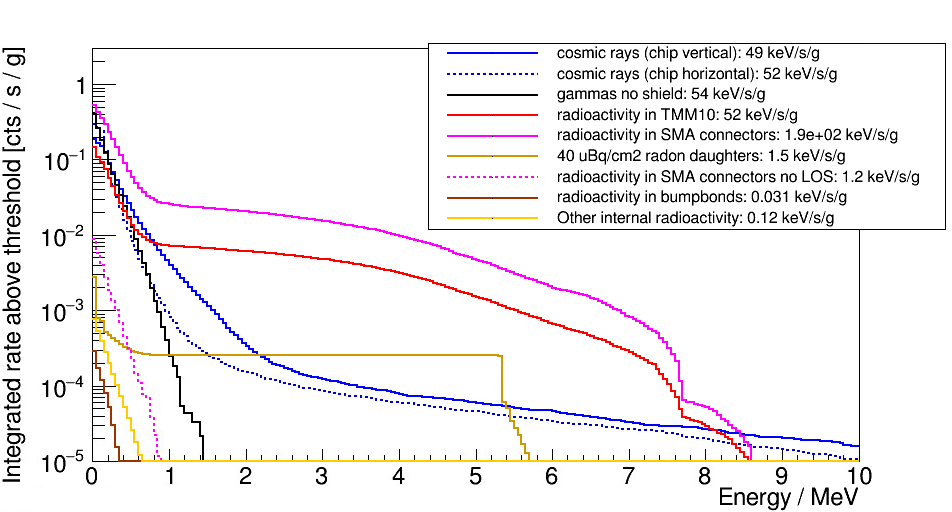 Integrated rate above threshold [cts / s / g]
1
10⁻¹
10⁻²
10⁻³
10⁻⁴
10⁻⁵
cosmic rays (chip vertical): 49 keV/s/g
cosmic rays (chip horizontal): 52 keV/s/g
gammas no shield: 54 keV/s/g
radioactivity in TMM10: 52 keV/s/g
radioactivity in SMA connectors: 1.9e+02 keV/s/g
40 uBq/cm2 radon daughters: 1.5 keV/s/g
radioactivity in SMA connectors no LOS: 1.2 keV/s/g
radioactivity in bumpbonds: 0.031 keV/s/g
Other internal radioactivity: 0.12 keV/s/g
0 1 2 3 4 5 6 7 8 9 10
Energy / MeV